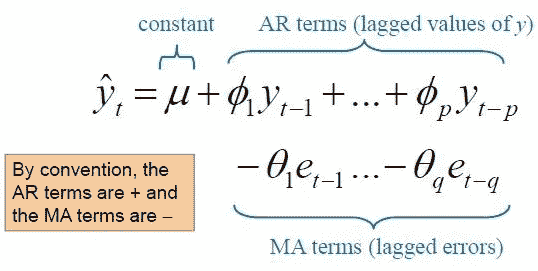 constant AR terms (lagged values of y)
ŷₜ = μ + ϕ₁yₜ₋₁ +...+ ϕₚyₜ₋ₚ
By convention, the
AR terms are + and
the MA terms are –
− θ₁eₜ₋₁...− θ_qe_{t−q}
MA terms (lagged errors)